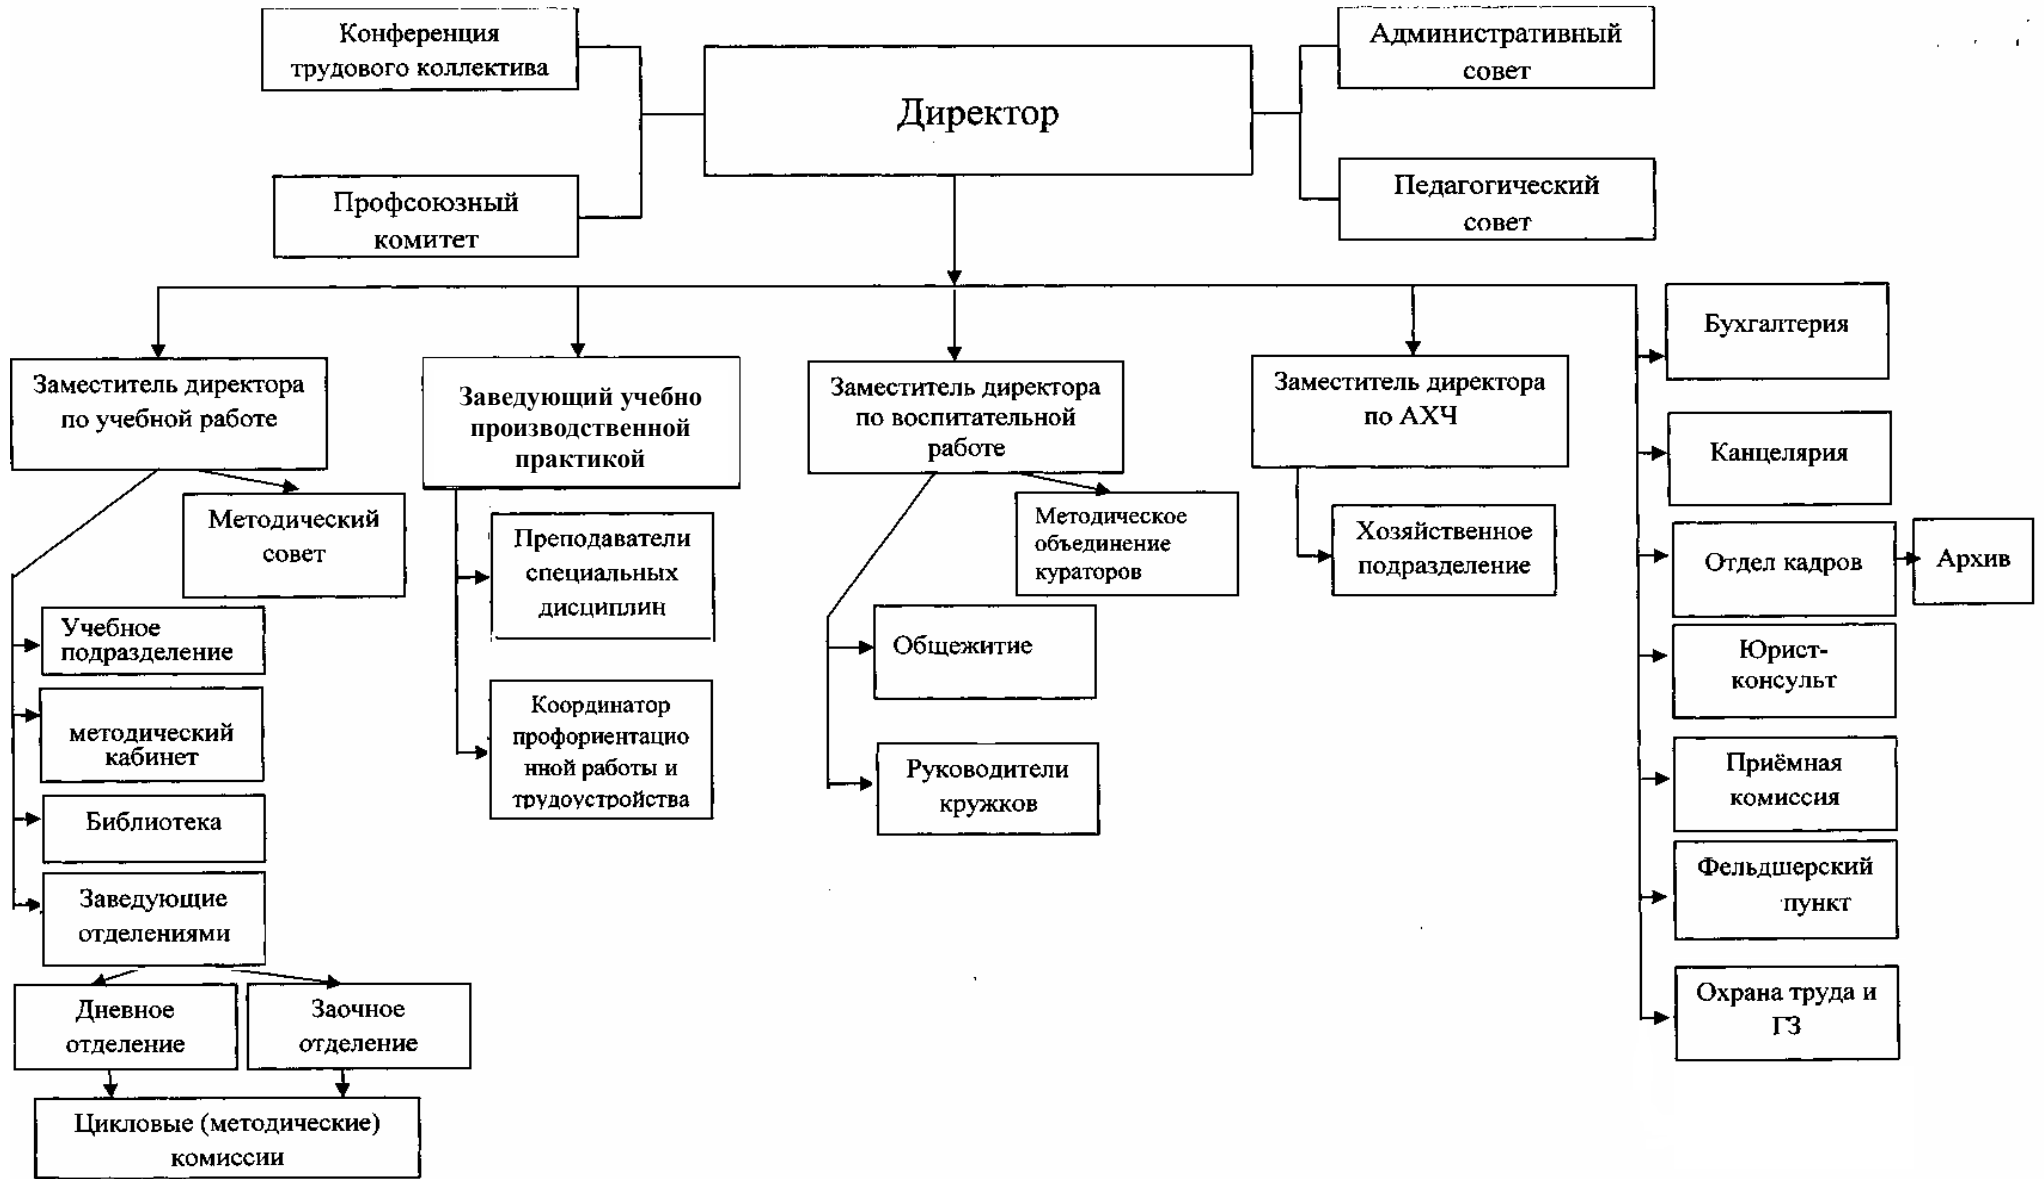 Конференция
трудового коллектива
Административный
совет
Директор
Профсоюзный
комитет
Педагогический
совет
Заместитель директора
по учебной работе
Заведующий учебно
производственной
практикой
Заместитель директора
по воспитательной
работе
Заместитель директора
по АХЧ
Бухгалтерия
Канцелярия
Отдел кадров
Архив
Юрист-
консульт
Приёмная
комиссия
Фельдшерский
пункт
Охрана труда и
ГЗ
Методический
совет
Учебное
подразделение
методический
кабинет
Библиотека
Заведующие
отделениями
Дневное
отделение
Заочное
отделение
Цикловые (методические)
комиссии
Преподаватели
специальных
дисциплин
Координатор
профориентацио
нной работы и
трудоустройства
Методическое
объединение
кураторов
Общежитие
Руководители
кружков
Хозяйственное
подразделение